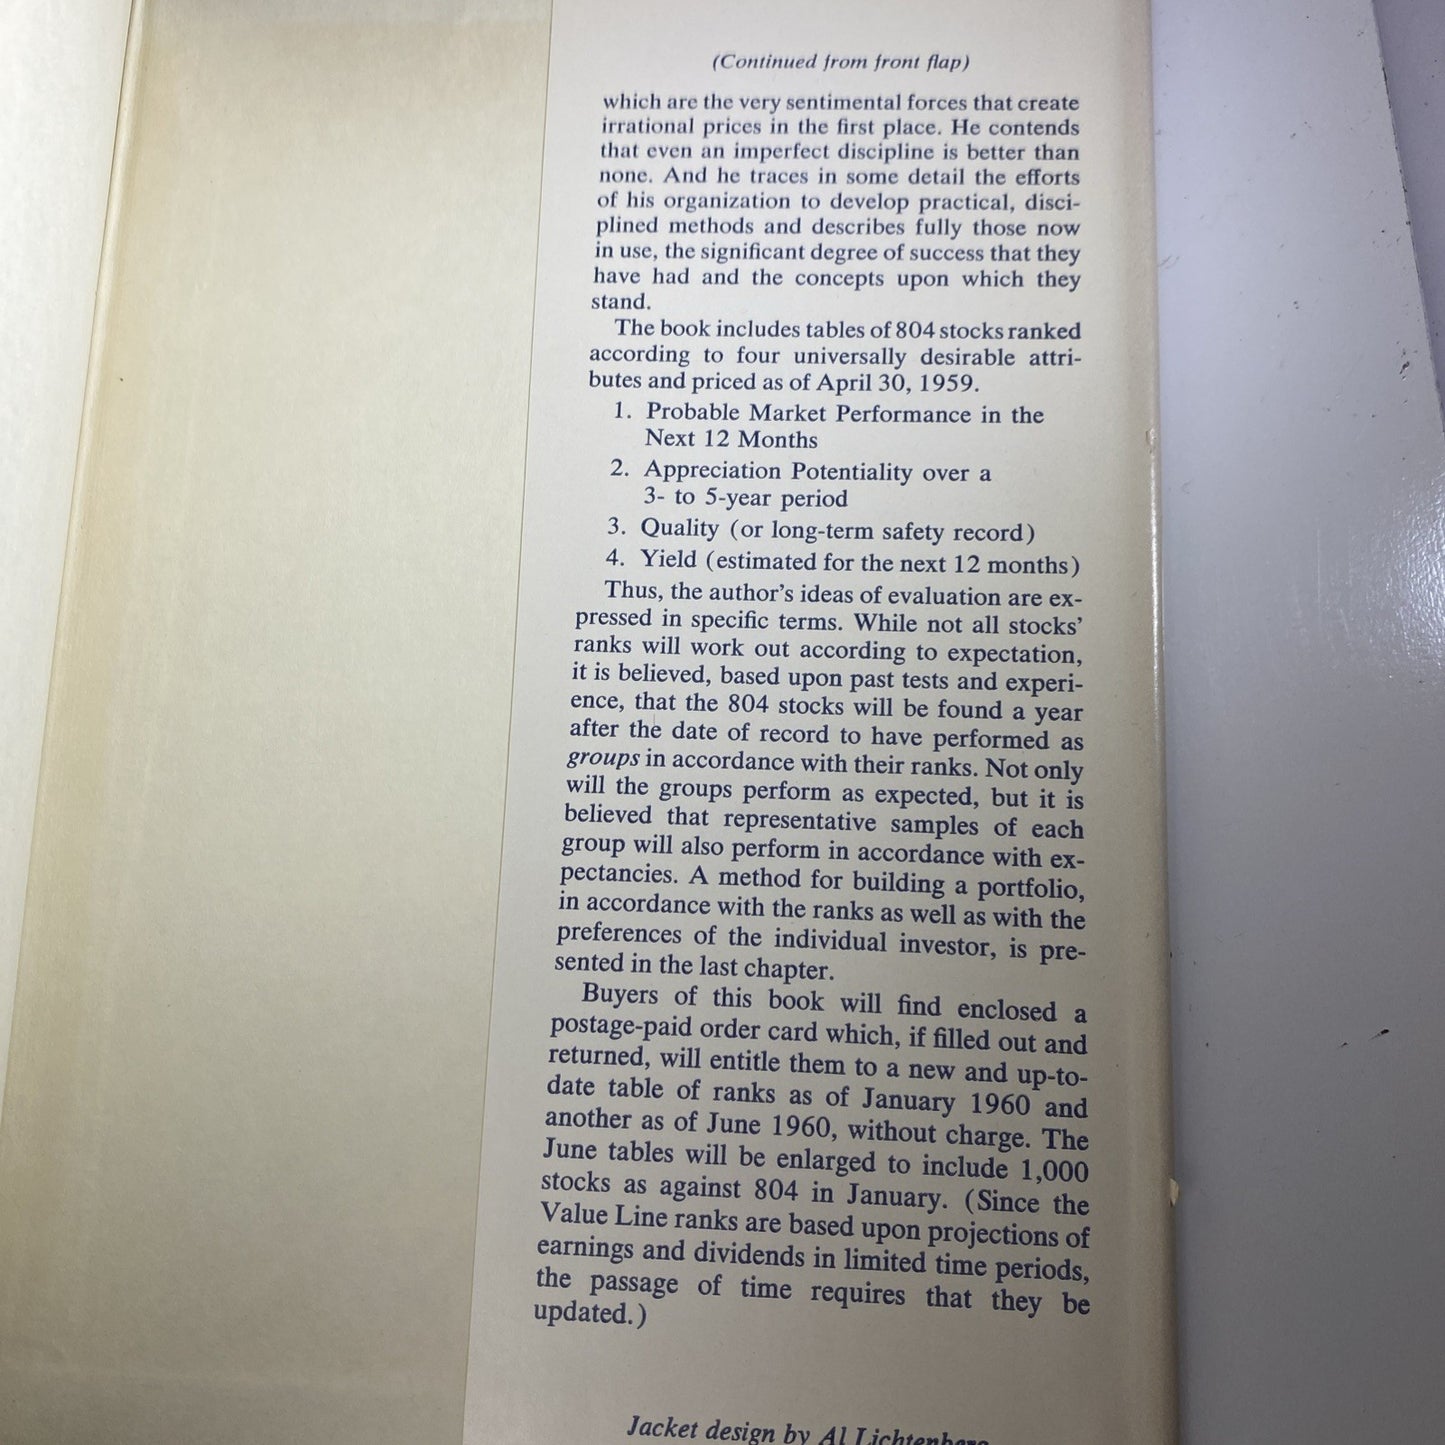 (Continued from front flap)
which are the very sentimental forces that create
irrational prices in the first place. He contends
that even an imperfect discipline is better than
none. And he traces in some detail the efforts
of his organization to develop practical, disci-
plined methods and describes fully those now
in use, the significant degree of success that they
have had and the concepts upon which they
stand.
The book includes tables of 804 stocks ranked
according to four universally desirable attri-
butes and priced as of April 30, 1959.
1. Probable Market Performance in the
Next 12 Months
2. Appreciation Potentiality over a
3- to 5-year period
3. Quality (or long-term safety record)
4. Yield (estimated for the next 12 months)
Thus, the author's ideas of evaluation are ex-
pressed in specific terms. While not all stocks'
ranks will work out according to expectation,
it is believed, based upon past tests and experi-
ence, that the 804 stocks will be found a year
after the date of record to have performed as
groups in accordance with their ranks. Not only
will the groups perform as expected, but it is
believed that representative samples of each
group will also perform in accordance with ex-
pectancies. A method for building a portfolio,
in accordance with the ranks as well as with the
preferences of the individual investor, is pre-
sented in the last chapter.
Buyers of this book will find enclosed a
postage-paid order card which, if filled out and
returned, will entitle them to a new and up-to-
date table of ranks as of January 1960 and
another as of June 1960, without charge. The
June tables will be enlarged to include 1,000
stocks as against 804 in January. (Since the
Value Line ranks are based upon projections of
earnings and dividends in limited time periods,
the passage of time requires that they be
updated.)
Jacket design by Al Lichtenberg